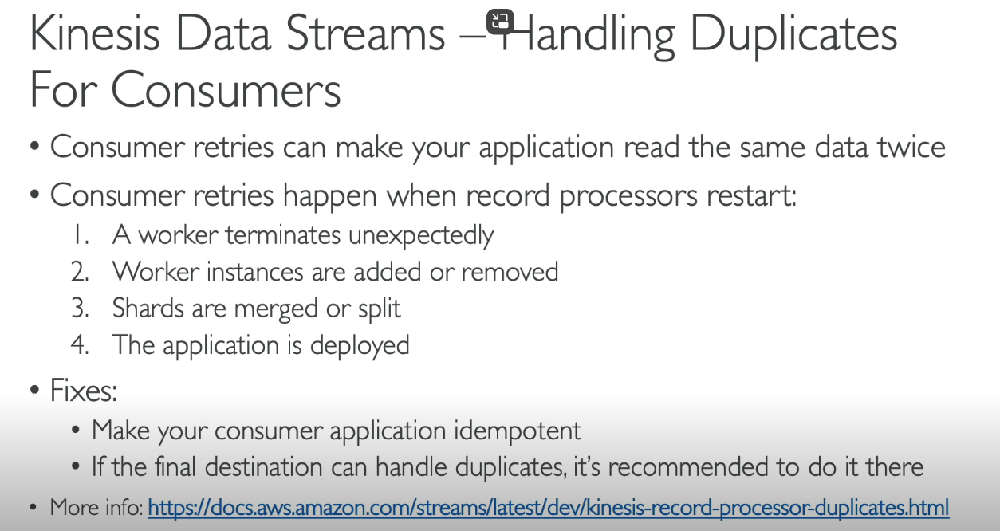 Kinesis Data Streams – Handling Duplicates
For Consumers
• Consumer retries can make your application read the same data twice
• Consumer retries happen when record processors restart:
1. A worker terminates unexpectedly
2. Worker instances are added or removed
3. Shards are merged or split
4. The application is deployed
• Fixes:
• Make your consumer application idempotent
• If the final destination can handle duplicates, it's recommended to do it there
• More info: https://docs.aws.amazon.com/streams/latest/dev/kinesis-record-processor-duplicates.html